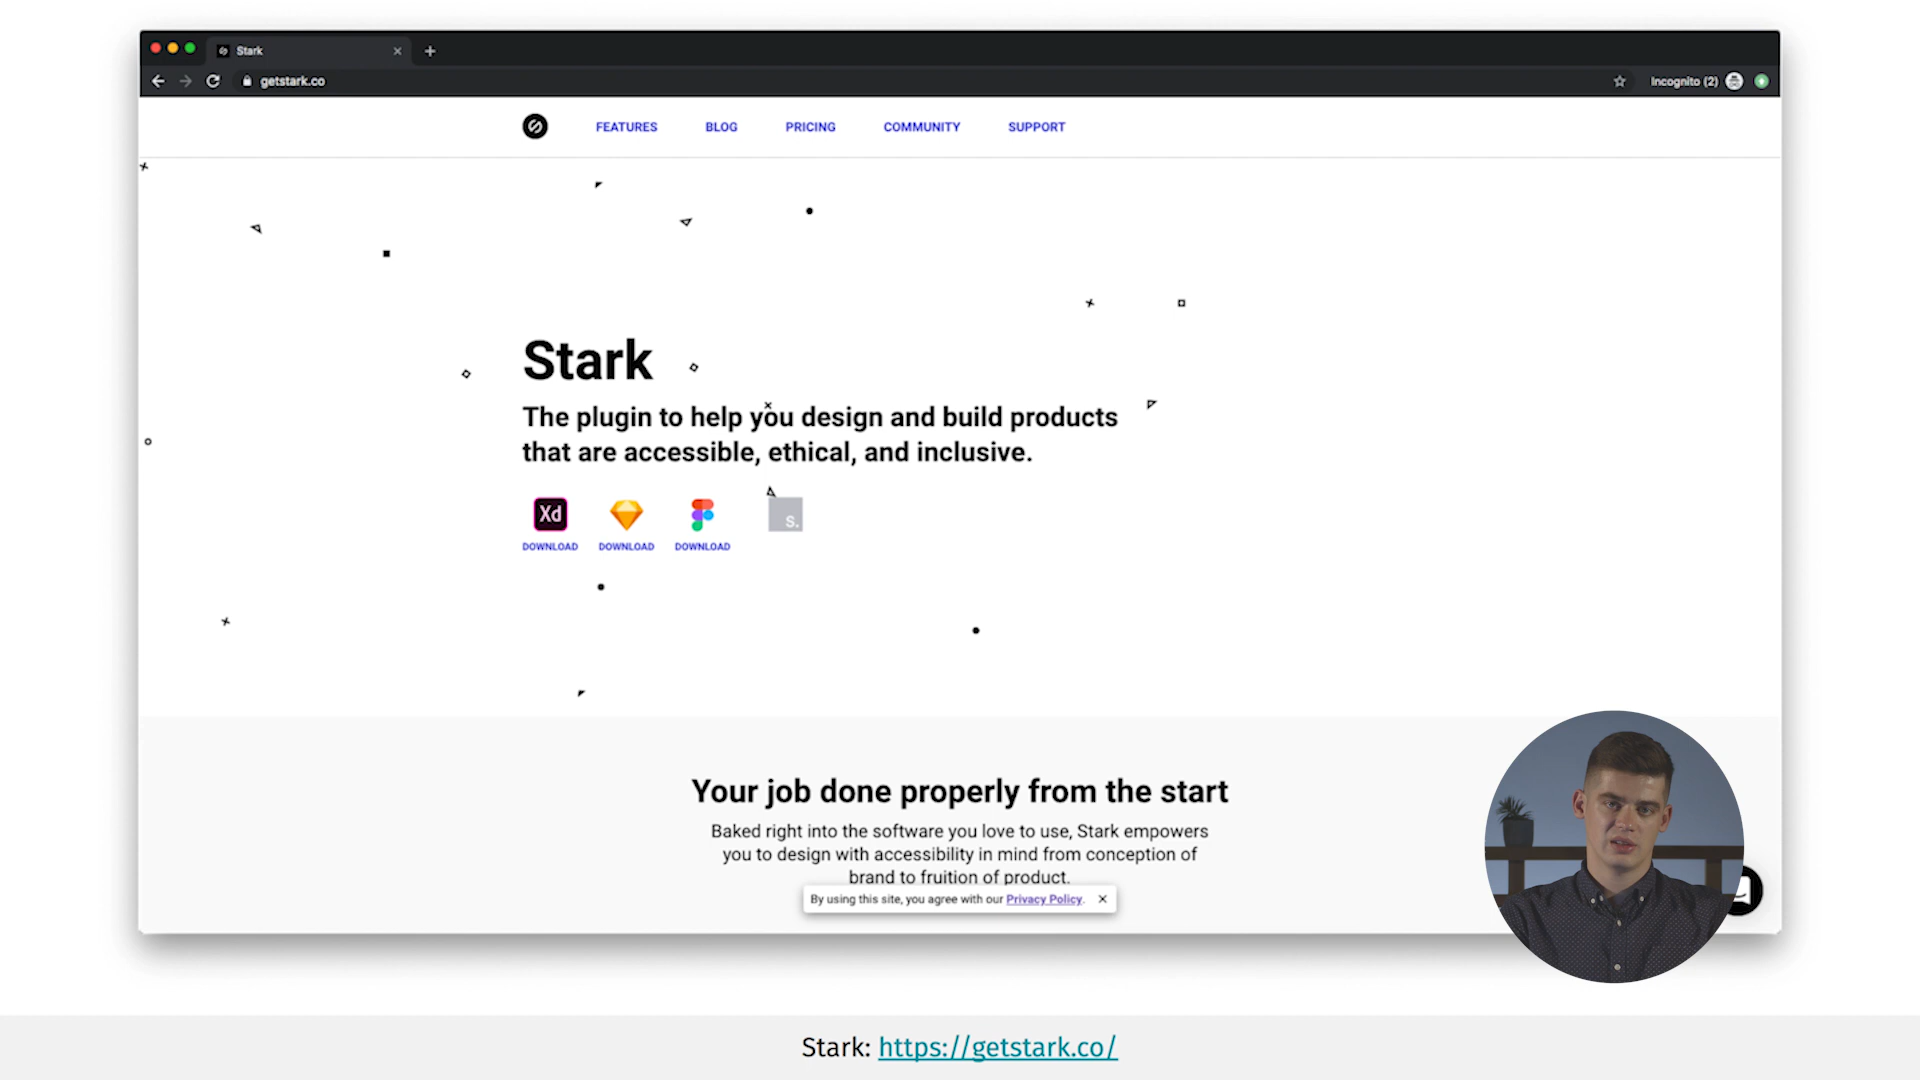 Stark
getstark.co
Incognito (2)
FEATURES BLOG PRICING COMMUNITY SUPPORT
Stark
The plugin to help you design and build products
that are accessible, ethical, and inclusive.
Xd
S.
DOWNLOAD DOWNLOAD DOWNLOAD
Your job done properly from the start
Baked right into the software you love to use, Stark empowers
you to design with accessibility in mind from conception of
brand to fruition of product.
By using this site, you agree with our Privacy Policy.
Stark: https://getstark.co/